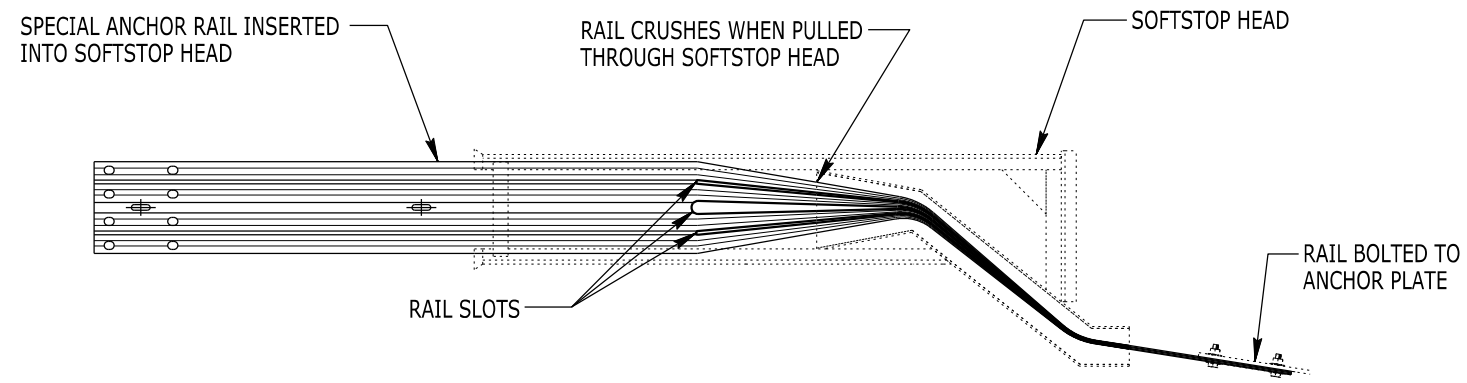 SPECIAL ANCHOR RAIL INSERTED
INTO SOFTSTOP HEAD
RAIL CRUSHES WHEN PULLED
THROUGH SOFTSTOP HEAD
SOFTSTOP HEAD
RAIL SLOTS
RAIL BOLTED TO
ANCHOR PLATE